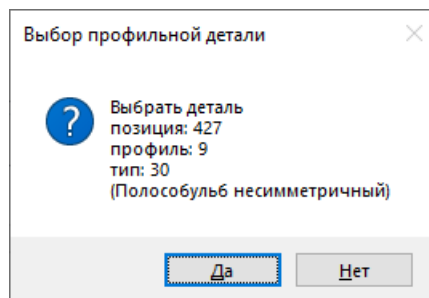 Выбор профильной детали
Выбрать деталь
позиция: 427
профиль: 9
тип: 30
(Полособульб несимметричный)
Да
Нет